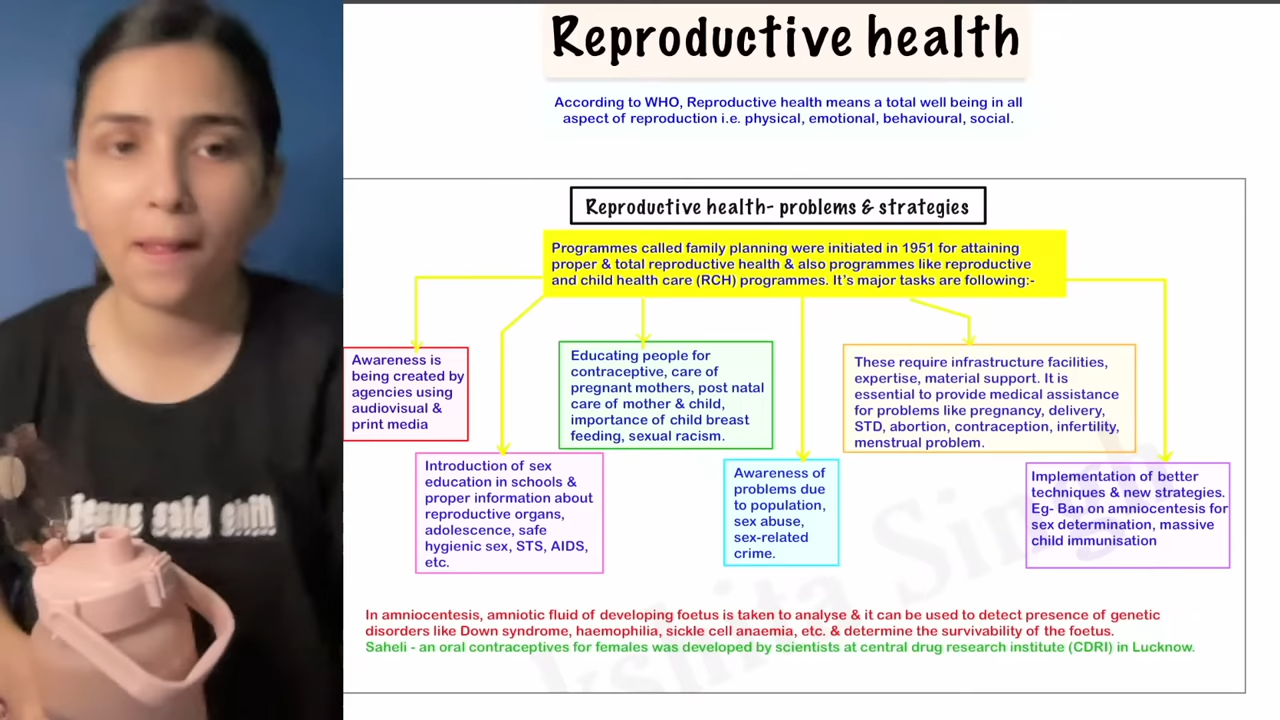 Reproductive health
According to WHO, Reproductive health means a total well being in all
aspect of reproduction i.e. physical, emotional, behavioural, social.
Reproductive health- problems & strategies
Programmes called family planning were initiated in 1951 for attaining
proper & total reproductive health & also programmes like reproductive
and child health care (RCH) programmes. It's major tasks are following:-
Awareness is
being created by
agencies using
audiovisual &
print media
Introduction of sex
education in schools &
proper information about
reproductive organs,
adolescence, safe
hygienic sex, STS, AIDS,
etc.
Educating people for
contraceptive, care of
pregnant mothers, post natal
care of mother & child,
importance of child breast
feeding, sexual racism.
Awareness of
problems due
to population,
sex abuse,
sex-related
crime.
These require infrastructure facilities,
expertise, material support. It is
essential to provide medical assistance
for problems like pregnancy, delivery,
STD, abortion, contraception, infertility,
menstrual problem.
Implementation of better
techniques & new strategies.
Eg- Ban on amniocentesis for
sex determination, massive
child immunisation
In amniocentesis, amniotic fluid of developing foetus is taken to analyse & it can be used to detect presence of genetic
disorders like Down syndrome, haemophilia, sickle cell anaemia, etc. & determine the survivability of the foetus.
Saheli - an oral contraceptives for females was developed by scientists at central drug research institute (CDRI) in Lucknow.
jesus said chill